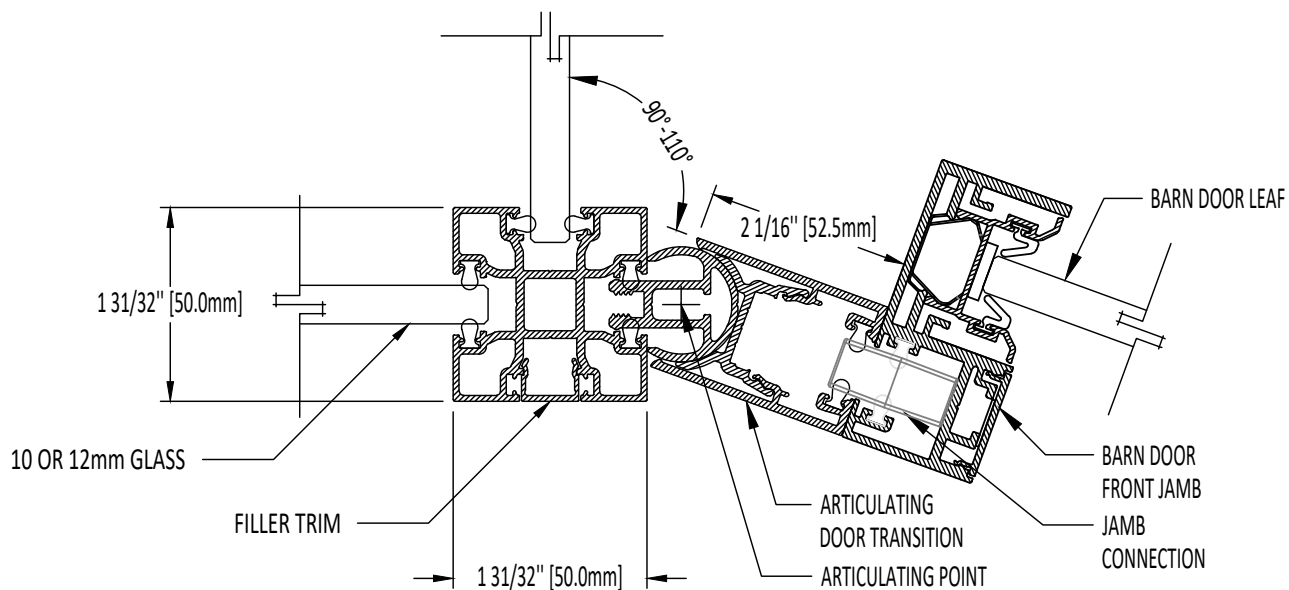 90°-110°
2 1/16" [52.5mm]
BARN DOOR LEAF
1 31/32" [50.0mm]
10 OR 12mm GLASS
FILLER TRIM
1 31/32" [50.0mm]
ARTICULATING
DOOR TRANSITION
ARTICULATING POINT
BARN DOOR
FRONT JAMB
JAMB
CONNECTION